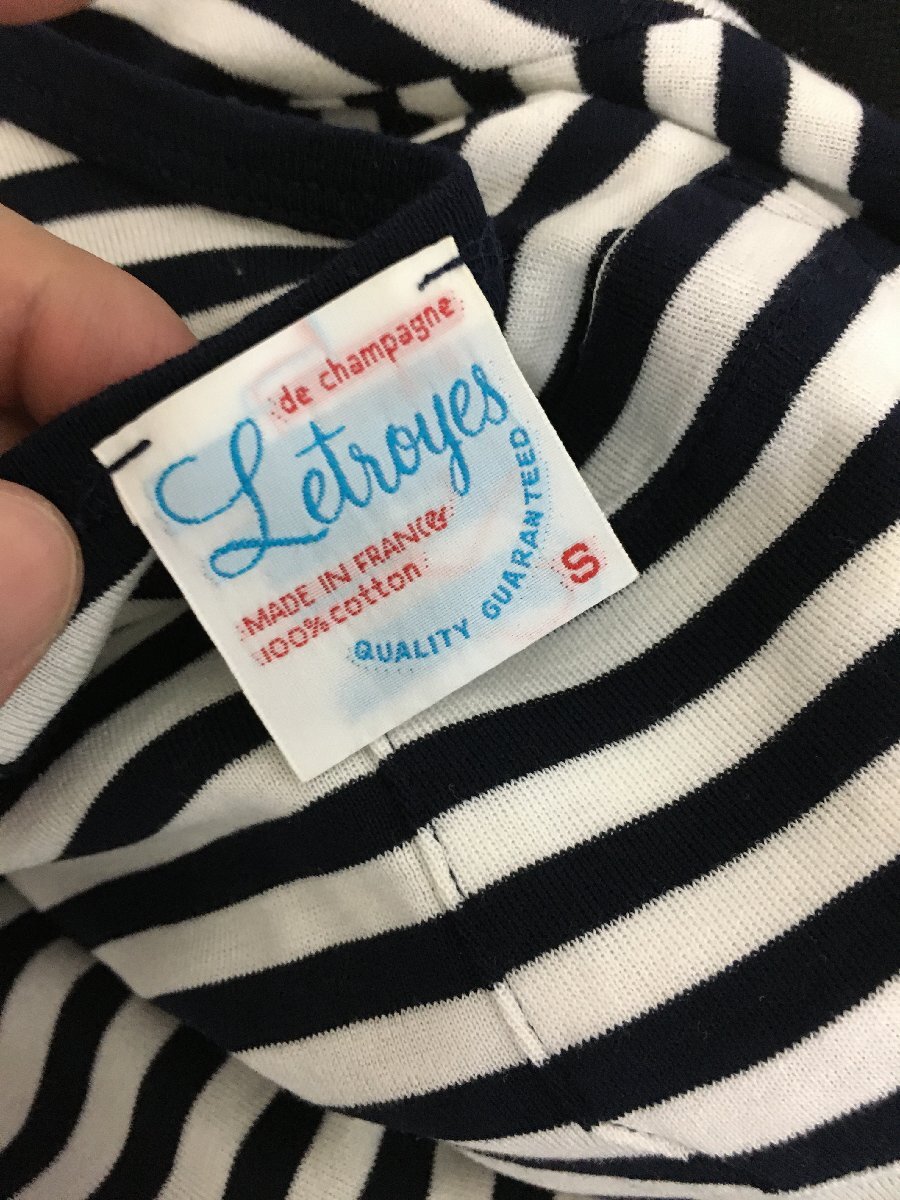 de champagne
Letroyes
MADE IN FRANCE
100% cotton
QUALITY GUARANTEED
S